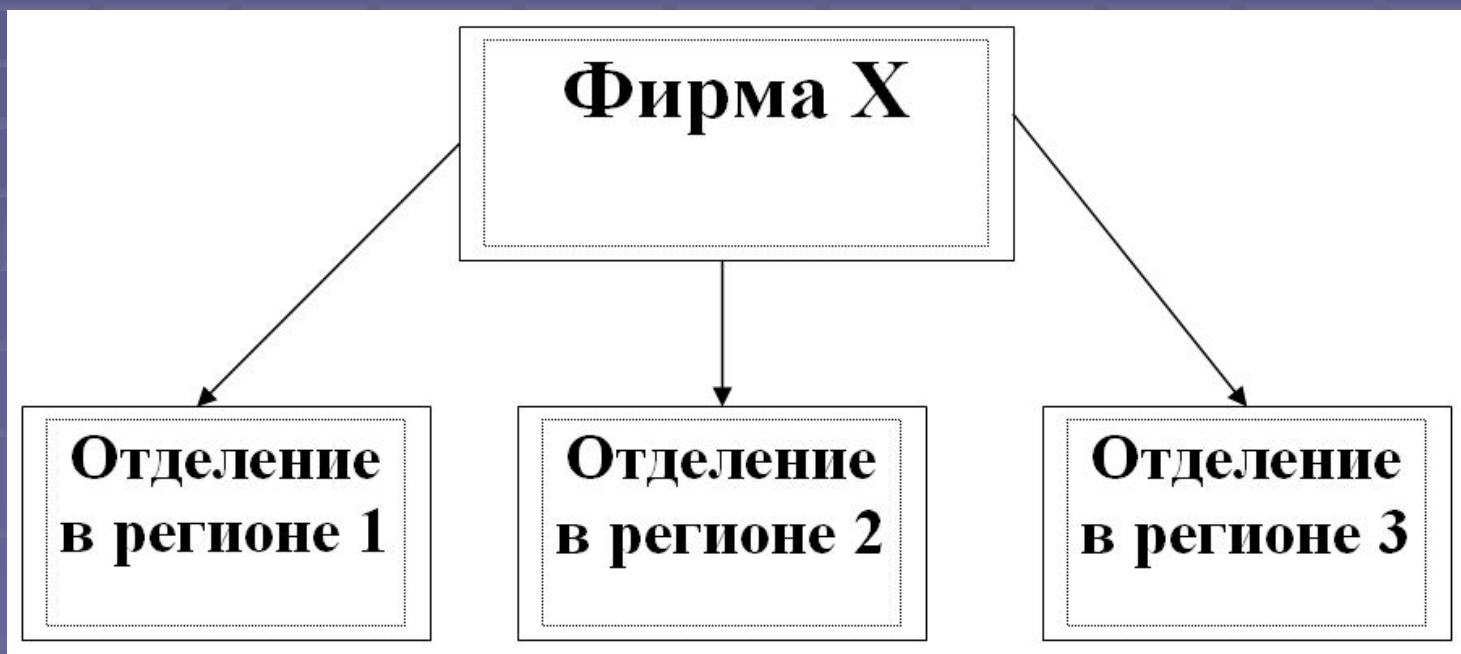 Фирма Х
Отделение
в регионе 1
Отделение
в регионе 2
Отделение
в регионе 3